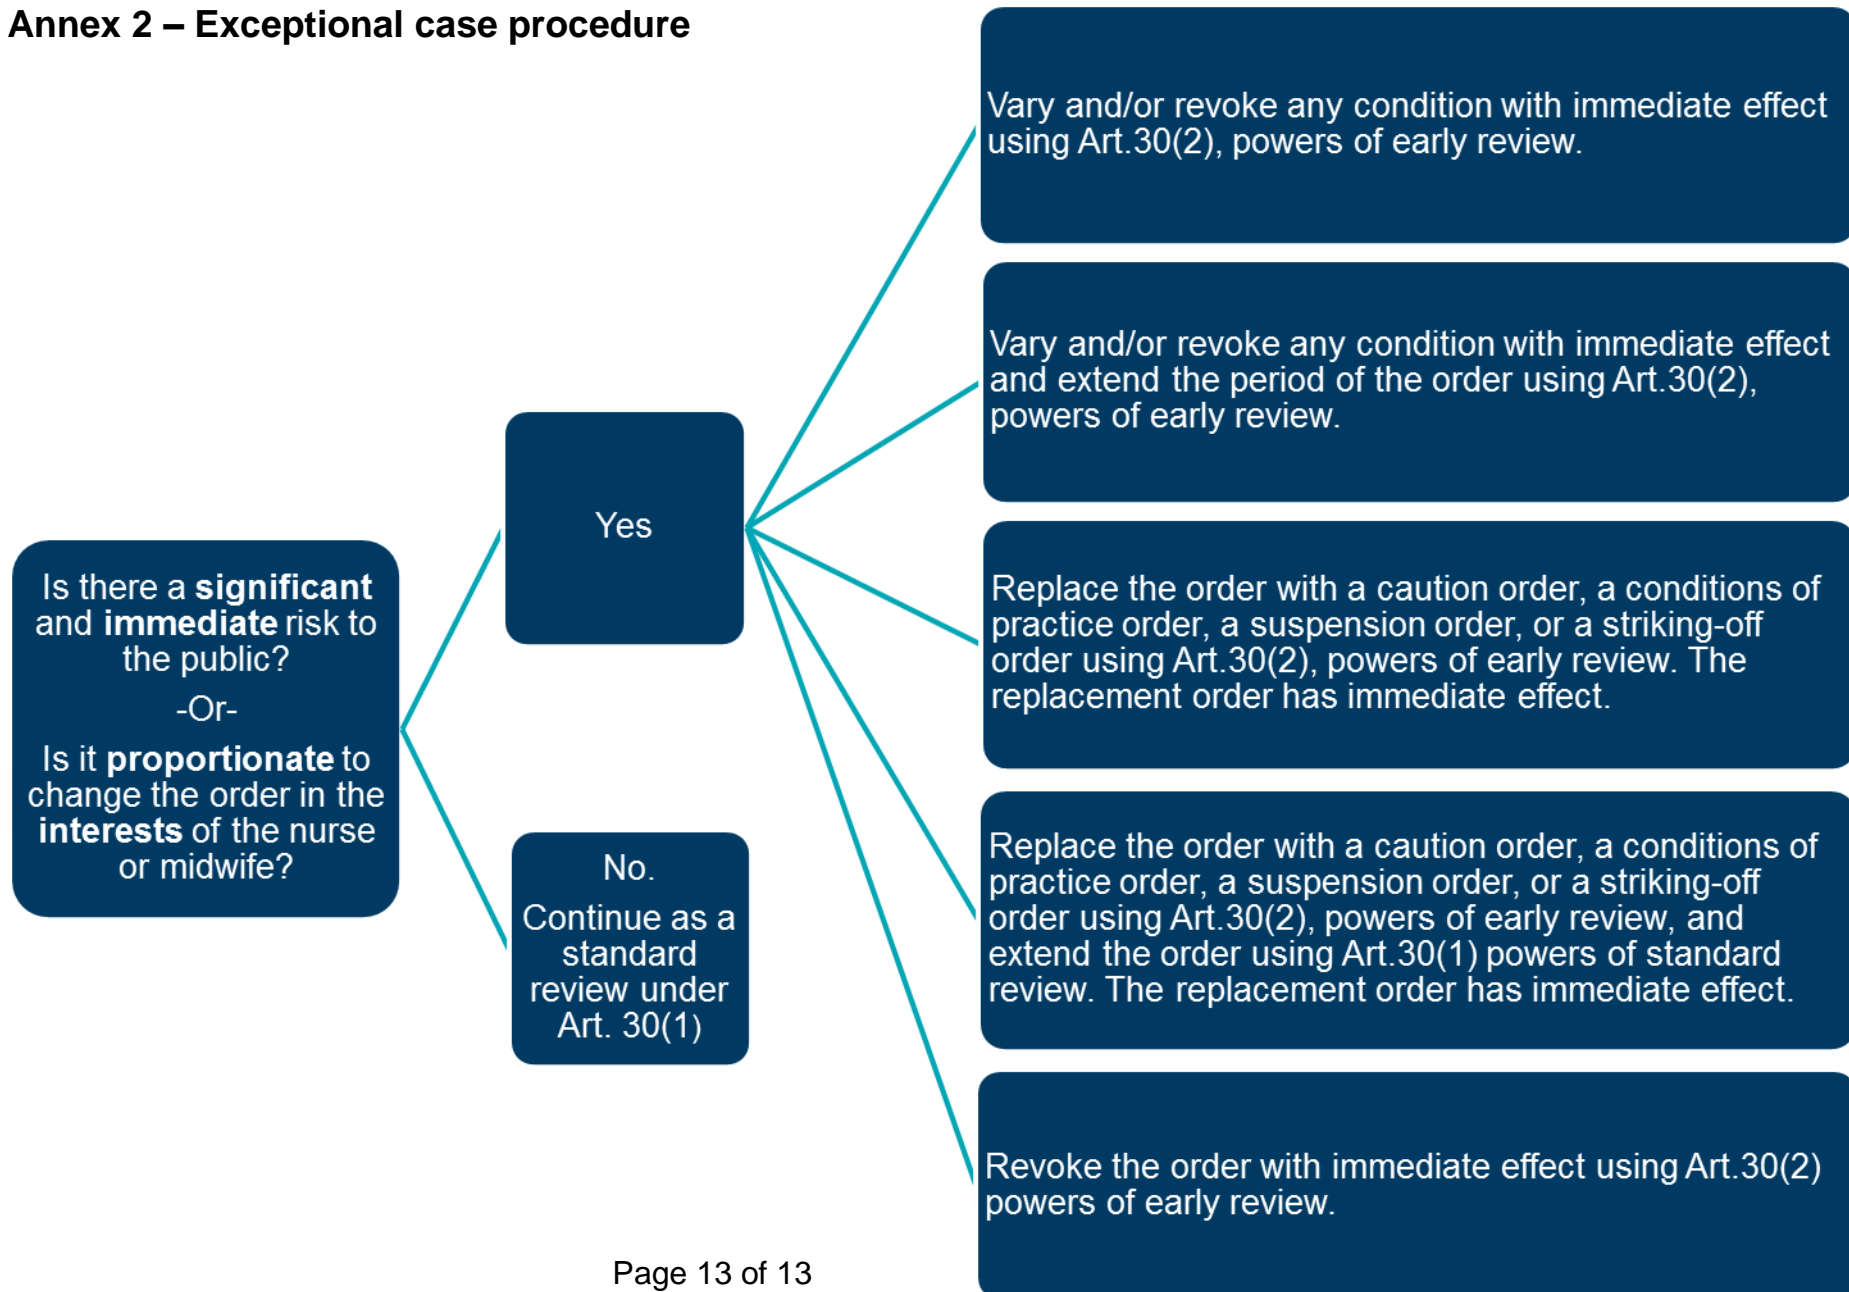 Annex 2 – Exceptional case procedure
Is there a significant
and immediate risk to
the public?
-Or-
Is it proportionate to
change the order in the
interests of the nurse
or midwife?
Yes
No.
Continue as a
standard
review under
Art. 30(1)
Vary and/or revoke any condition with immediate effect
using Art.30(2), powers of early review.
Vary and/or revoke any condition with immediate effect
and extend the period of the order using Art.30(2),
powers of early review.
Replace the order with a caution order, a conditions of
practice order, a suspension order, or a striking-off
order using Art.30(2), powers of early review. The
replacement order has immediate effect.
Replace the order with a caution order, a conditions of
practice order, a suspension order, or a striking-off
order using Art.30(2), powers of early review, and
extend the order using Art.30(1) powers of standard
review. The replacement order has immediate effect.
Revoke the order with immediate effect using Art.30(2)
powers of early review.
Page 13 of 13